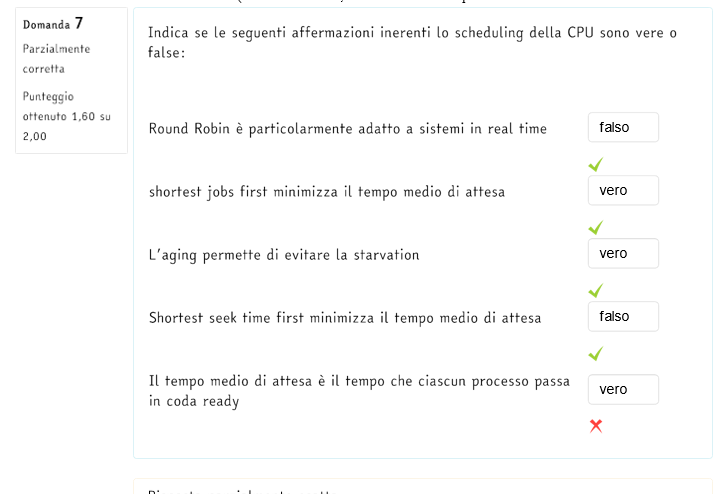 Domanda 7
Parzialmente
corretta
Punteggio
ottenuto 1,60 su
2,00
Indica se le seguenti affermazioni inerenti lo scheduling della CPU sono vere o
false:
Round Robin è particolarmente adatto a sistemi in real time
falso
shortest jobs first minimizza il tempo medio di attesa
vero
L'aging permette di evitare la starvation
vero
Shortest seek time first minimizza il tempo medio di attesa
falso
Il tempo medio di attesa è il tempo che ciascun processo passa
in coda ready
vero